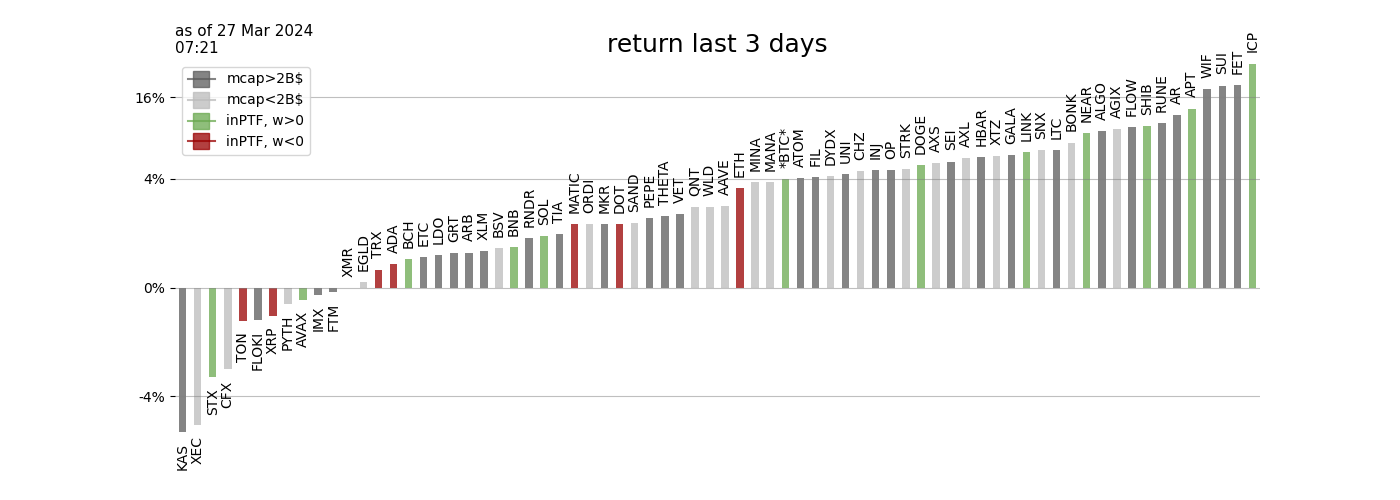 as of 27 Mar 2024
07:21
return last 3 days
mcap>2B$
mcap<2B$
inPTF, w>0
inPTF, w<0
16%
4%
0%
-4%
KAS
XEC
STX
CFX
TON
FLOKI
XRP
PYTH
AVAX
IMX
FTM
XMR
EGLD
TRX
ADA
BCH
ETC
LDO
GRT
ARB
XLM
BSV
BNB
RNDR
SOL
TIA
MATIC
ORDI
MKR
DOT
SAND
PEPE
THETA
VET
QNT
WLD
AAVE
ETH
MINA
MANA
*BTC*
ATOM
FIL
DYDX
UNI
CHZ
INJ
OP
STRK
DOGE
AXS
SEI
AXL
HBAR
XTZ
GALA
LINK
SNX
LTC
BONK
NEAR
ALGO
AGIX
FLOW
SHIB
RUNE
AR
APT
WIF
SUI
FET
ICP